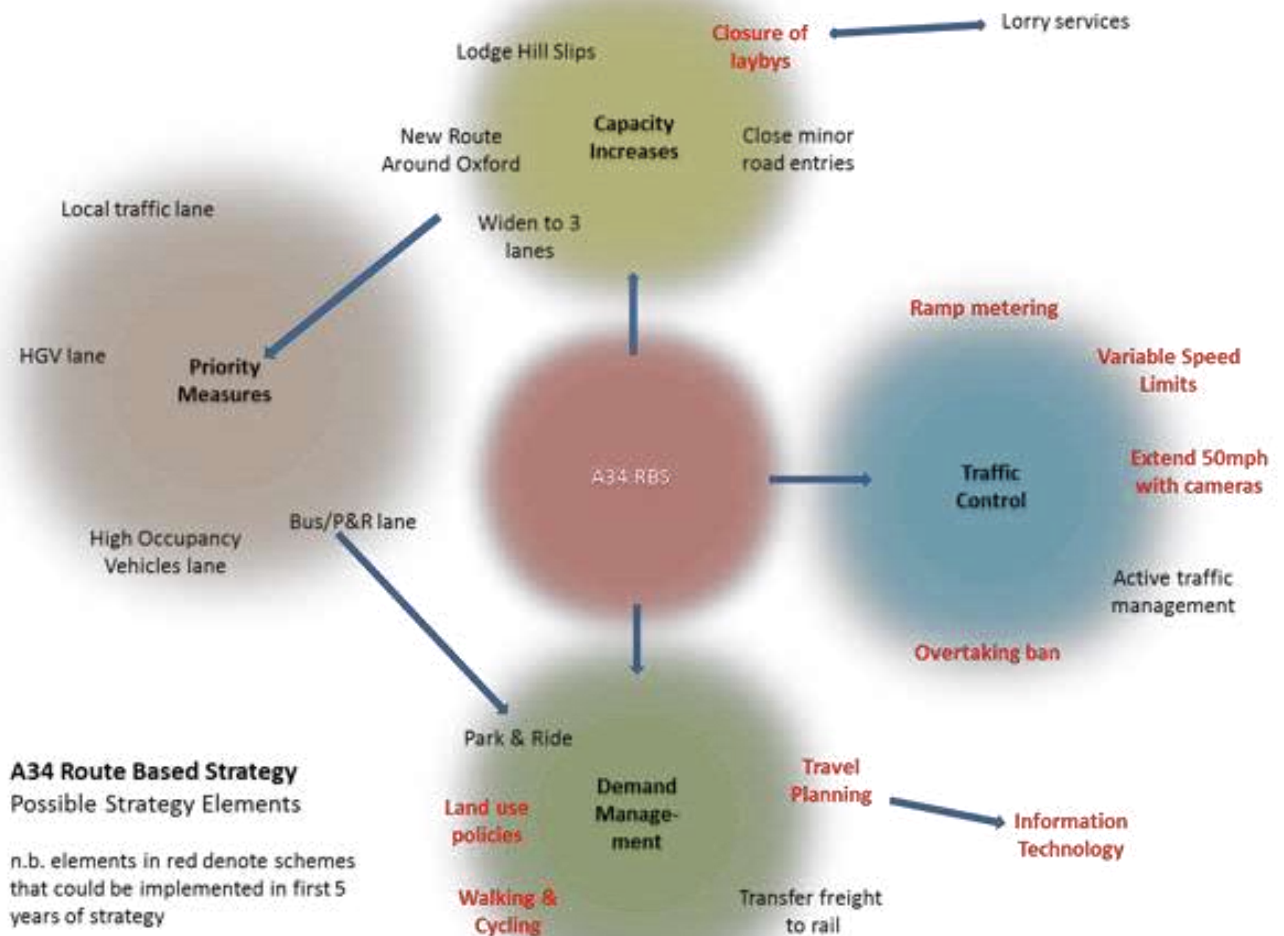 Lodge Hill Slips
Closure of
laybys
Lorry services
Capacity
Increases
New Route
Around Oxford
Close minor
road entries
Widen to 3
lanes
Local traffic lane
HGV lane
Priority
Measures
High Occupancy
Vehicles lane
Bus/P&R lane
A34 RBS
Ramp metering
Variable Speed
Limits
Extend 50mph
with cameras
Traffic
Control
Active traffic
management
Overtaking ban
Park & Ride
Demand
Manage-
ment
Land use
policies
Walking &
Cycling
Travel
Planning
Information
Technology
Transfer freight
to rail
A34 Route Based Strategy
Possible Strategy Elements
n.b. elements in red denote schemes
that could be implemented in first 5
years of strategy